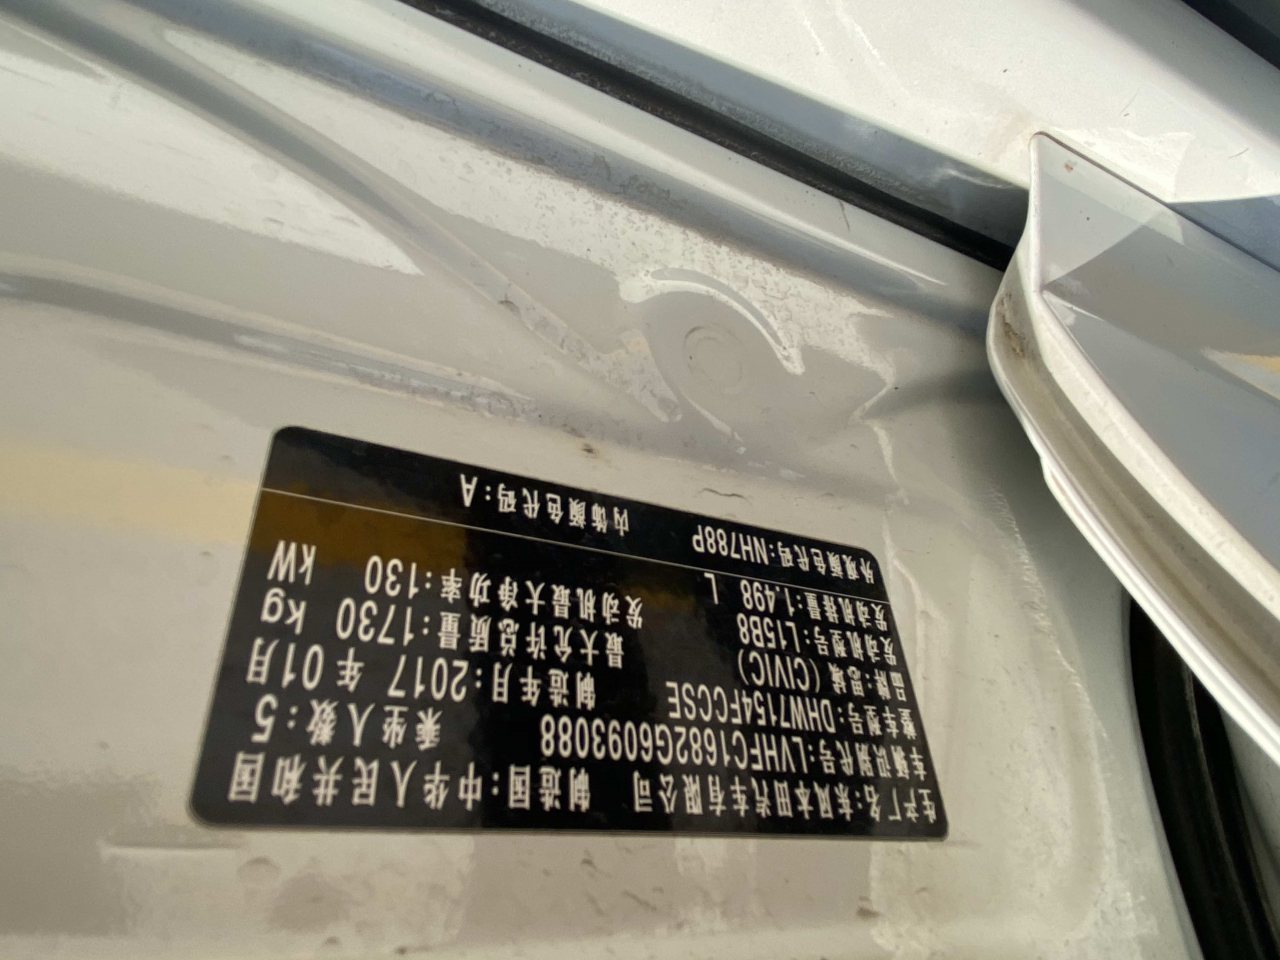 生产厂名:东风本田汽车有限公司 制造国:中华人民共和国
车辆识别代号:LVHFC1682G6093088 乘坐人数:5
整车型号:DHW7154FCCSE 制造年月:2017 年 01月
品牌:思域 (CIVIC) 最大允许总质量:1730 kg
发动机型号:L15B8 发动机最大净功率:130 kW
发动机排量:1.498 L
外观颜色代码:NH788P 内饰颜色代码:A